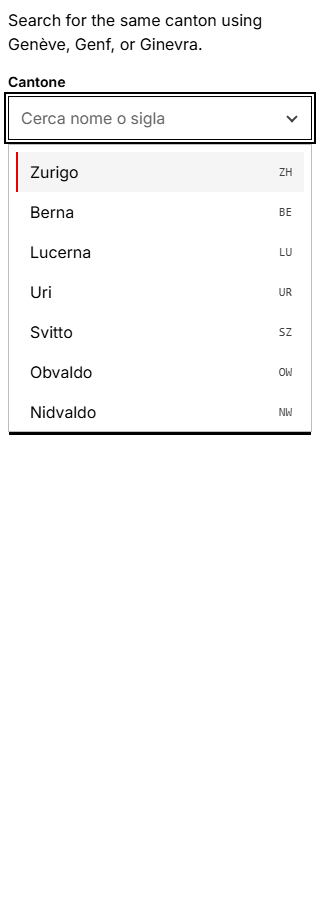 Search for the same canton using
Genève, Genf, or Ginevra.
Cantone
Cerca nome o sigla
Zurigo ZH
Berna BE
Lucerna LU
Uri UR
Svitto SZ
Obvaldo OW
Nidvaldo NW